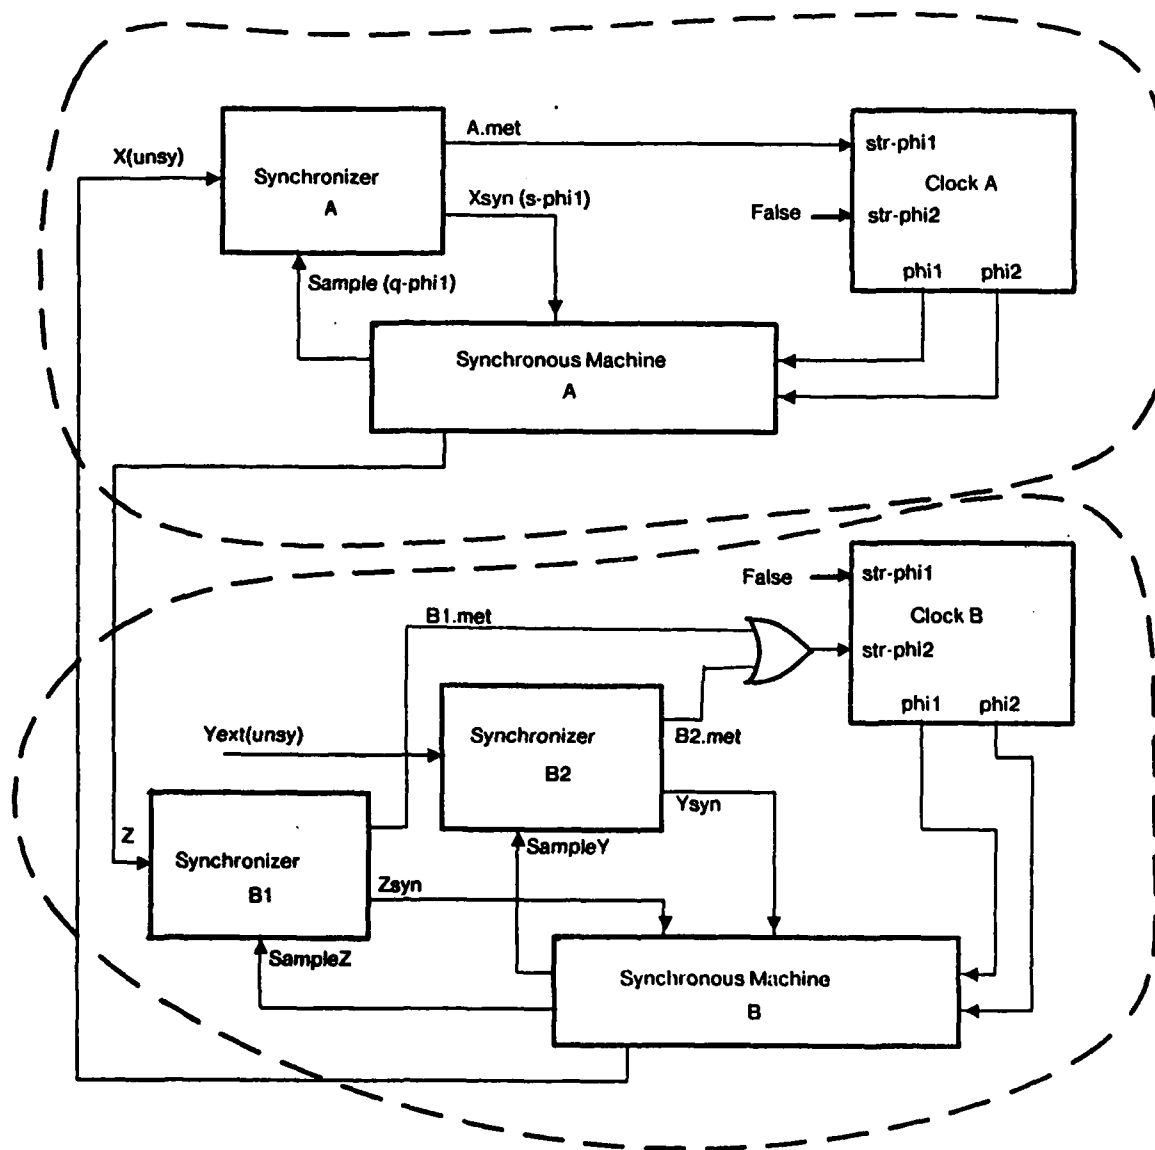 A.met
str-phi1
X(unsy)
Synchronizer
A
Clock A
Xsyn (s-phi1)
False
str-phi2
Sample (q-phi1)
phi1
phi2
Synchronous Machine
A
False
str-phi1
B1.met
Clock B
str-phi2
Yext(unsy)
Synchronizer
B2
B2.met
phi1
phi2
Ysyn
Z
SampleY
Synchronizer
B1
Zsyn
SampleZ
Synchronous Machine
B